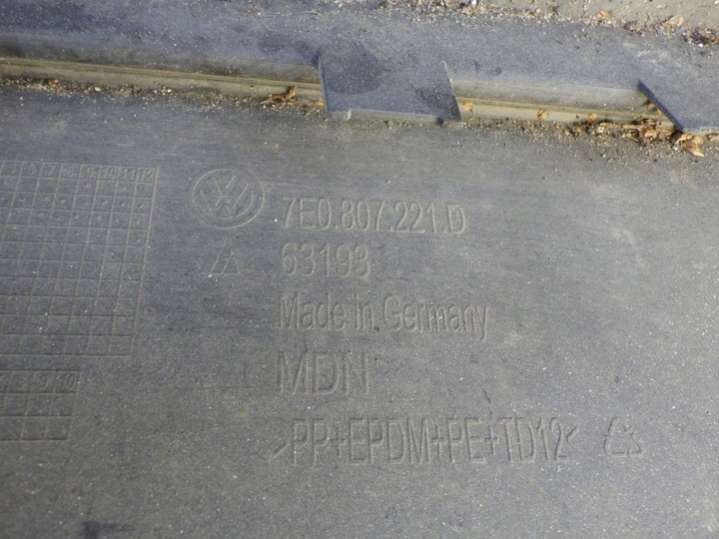 7E0.807.221.D
63193
Made in Germany
MDN
>PP+EPDM+PE+TD12<